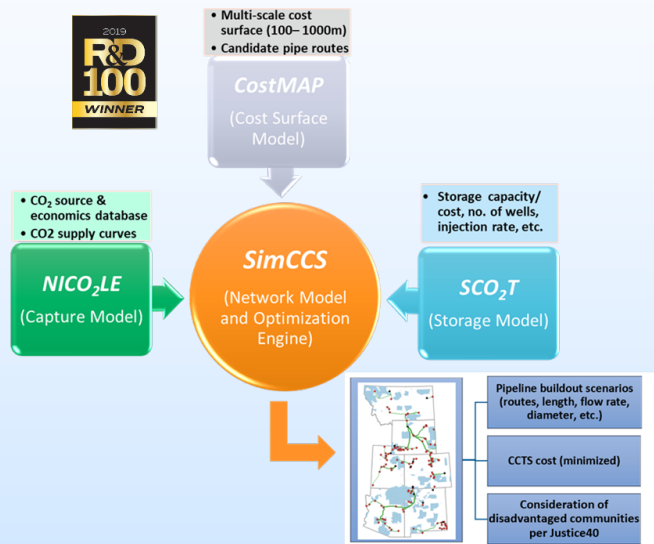 2019
R&D
100
WINNER
• Multi-scale cost
surface (100– 1000m)
• Candidate pipe routes
CostMAP
(Cost Surface
Model)
• CO₂ source &
economics database
• CO2 supply curves
NICO₂LE
(Capture Model)
SimCCS
(Network Model
and Optimization
Engine)
• Storage capacity/
cost, no. of wells,
injection rate, etc.
SCO₂T
(Storage Model)
Pipeline buildout scenarios
(routes, length, flow rate,
diameter, etc.)
CCTS cost (minimized)
Consideration of
disadvantaged communities
per Justice40